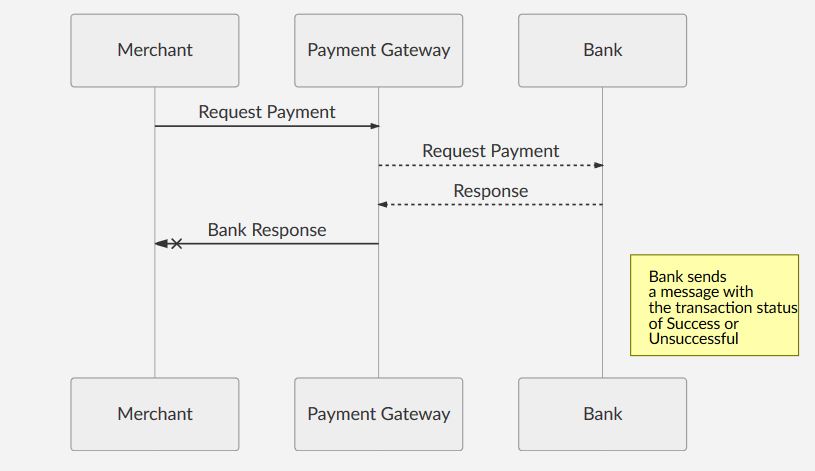 Merchant
Payment Gateway
Bank
Request Payment
Request Payment
Response
Bank Response
Bank sends
a message with
the transaction status
of Success or
Unsuccessful
Merchant
Payment Gateway
Bank